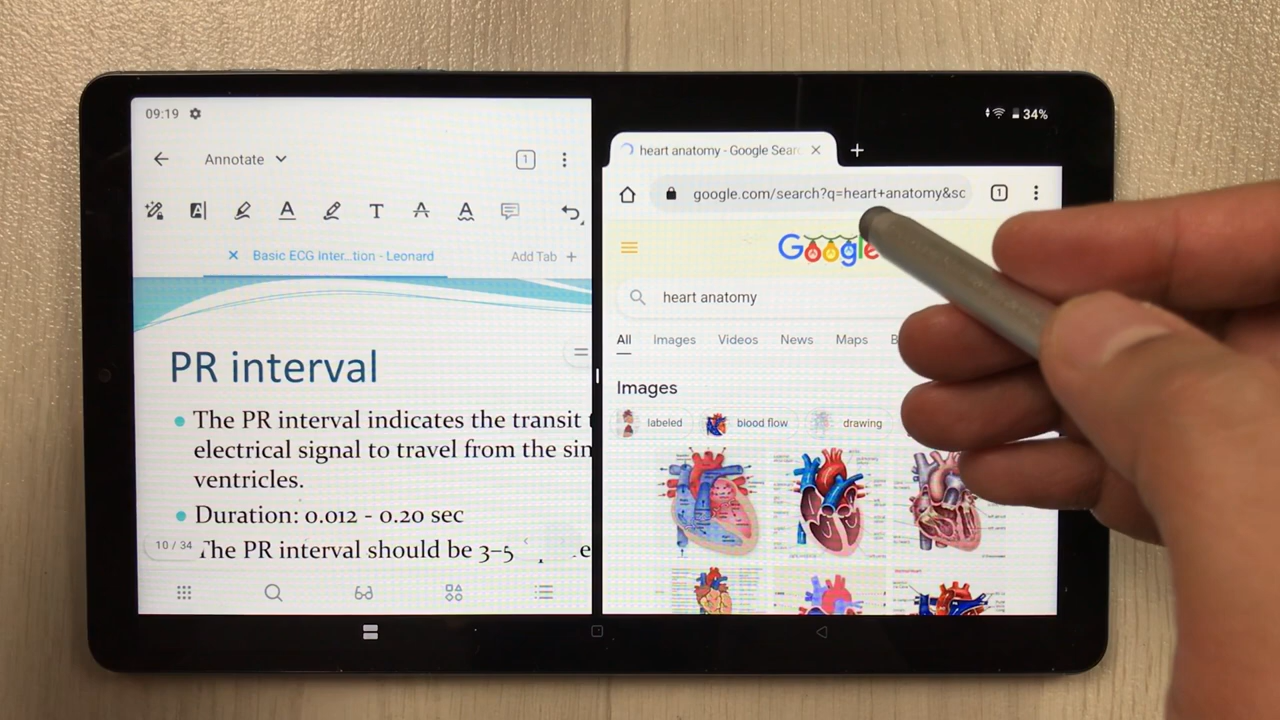 09:19
34%
Annotate
1
Basic ECG Inter...tion - Leonard
Add Tab +
PR interval
The PR interval indicates the transit t
electrical signal to travel from the sin
ventricles.
Duration: 0.012 - 0.20 sec
10 / 34
The PR interval should be 3–5
heart anatomy - Google Sear
google.com/search?q=heart+anatomy&sc
1
Google
heart anatomy
All Images Videos News Maps B
Images
labeled blood flow drawing